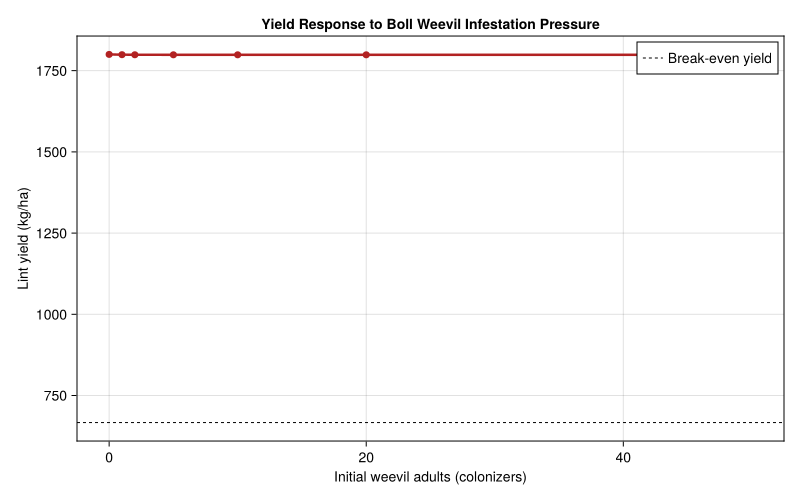 Yield Response to Boll Weevil Infestation Pressure
Break-even yield
Lint yield (kg/ha)
1750
1500
1250
1000
750
0
20
40
Initial weevil adults (colonizers)